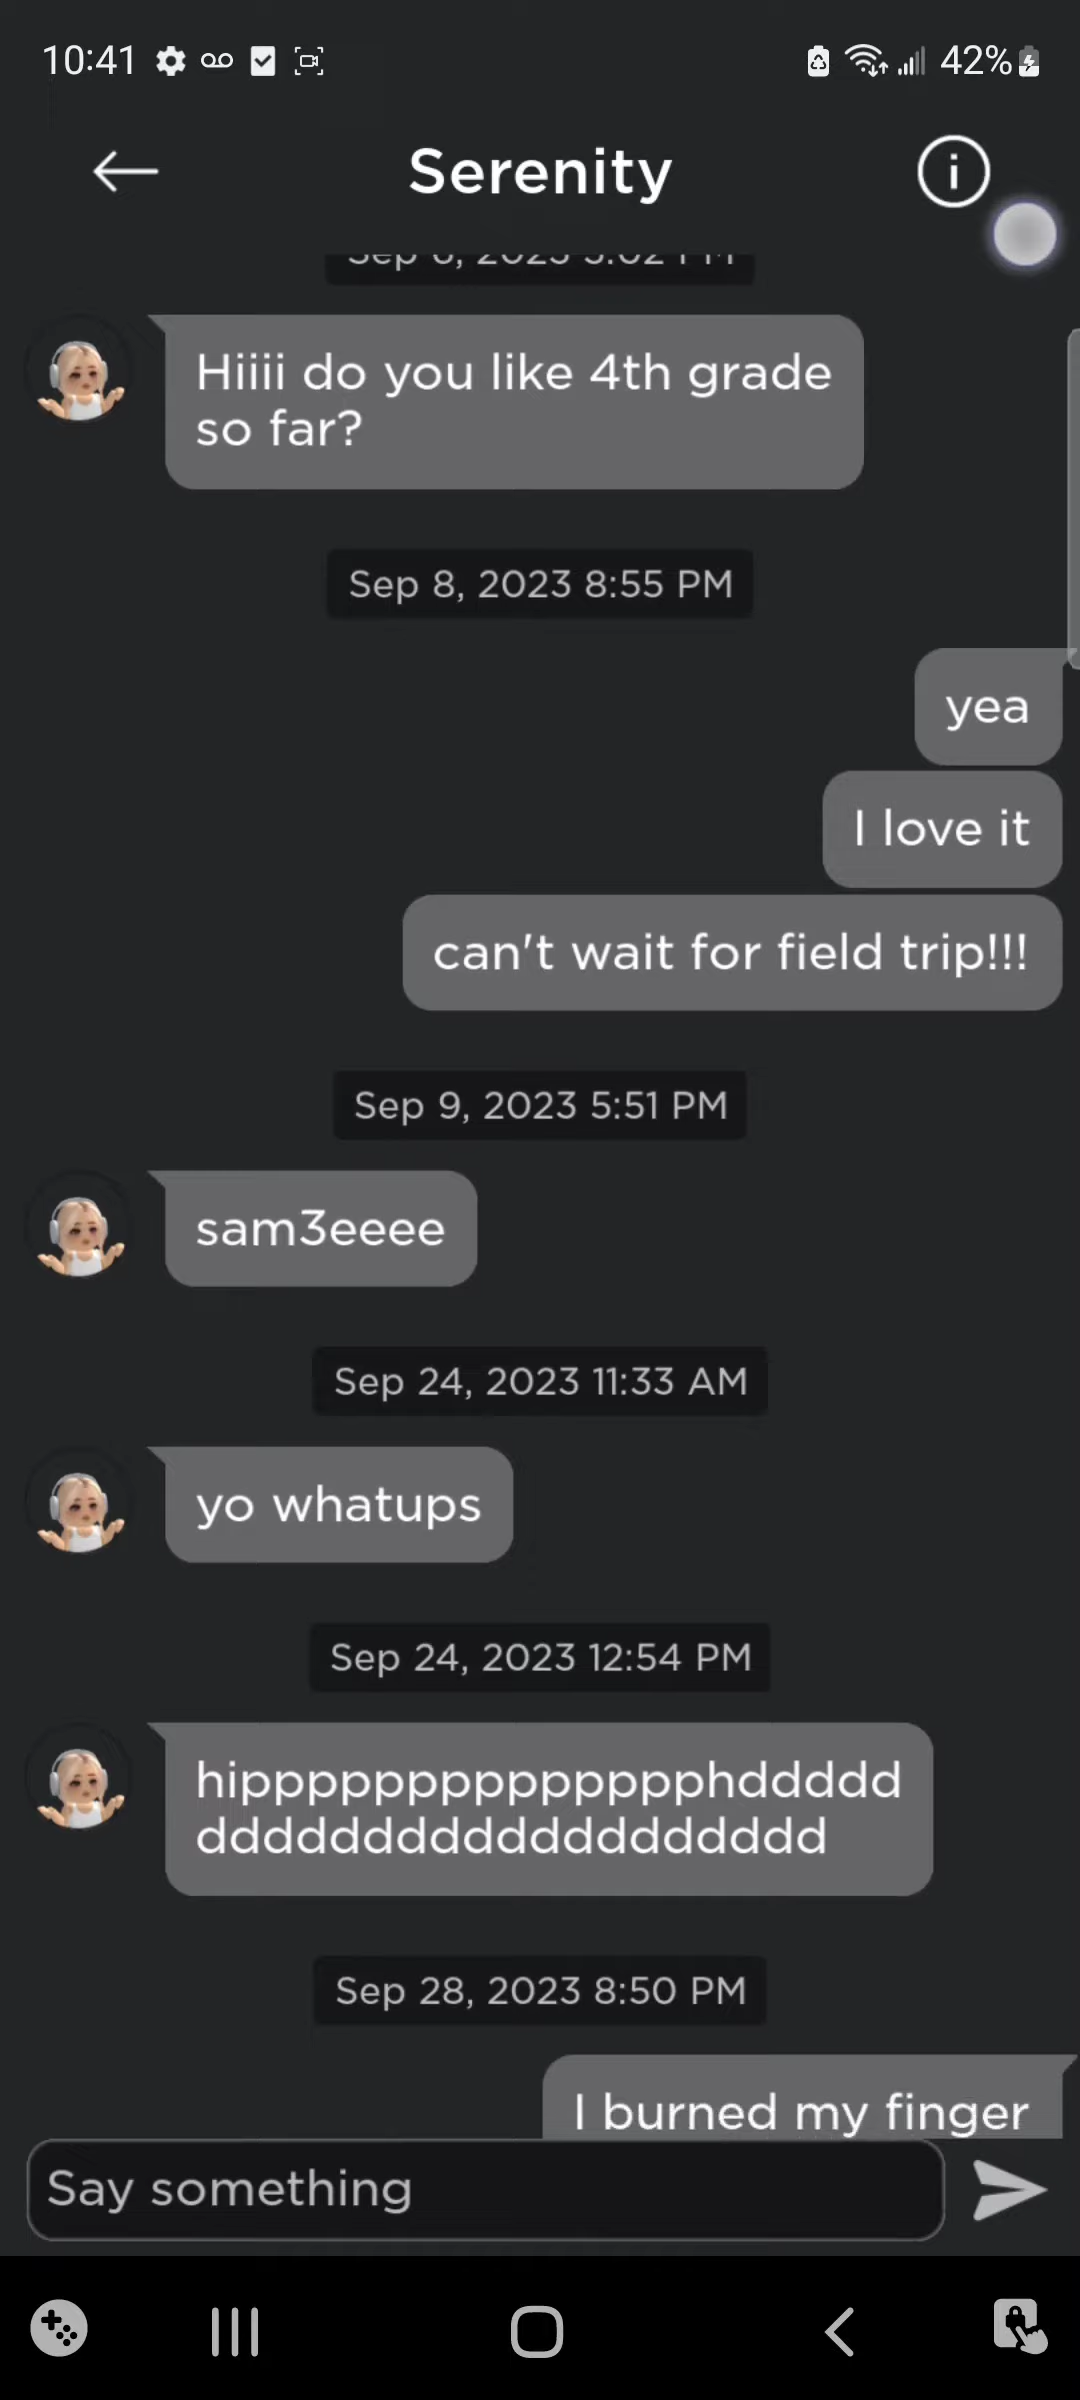 10:41
42%
Serenity
Hiiii do you like 4th grade
so far?
Sep 8, 2023 8:55 PM
yea
I love it
can't wait for field trip!!!
Sep 9, 2023 5:51 PM
sam3eeee
Sep 24, 2023 11:33 AM
yo whatups
Sep 24, 2023 12:54 PM
hippppppppppppppphddddd
ddddddddddddddddddd
Sep 28, 2023 8:50 PM
I burned my finger
Say something